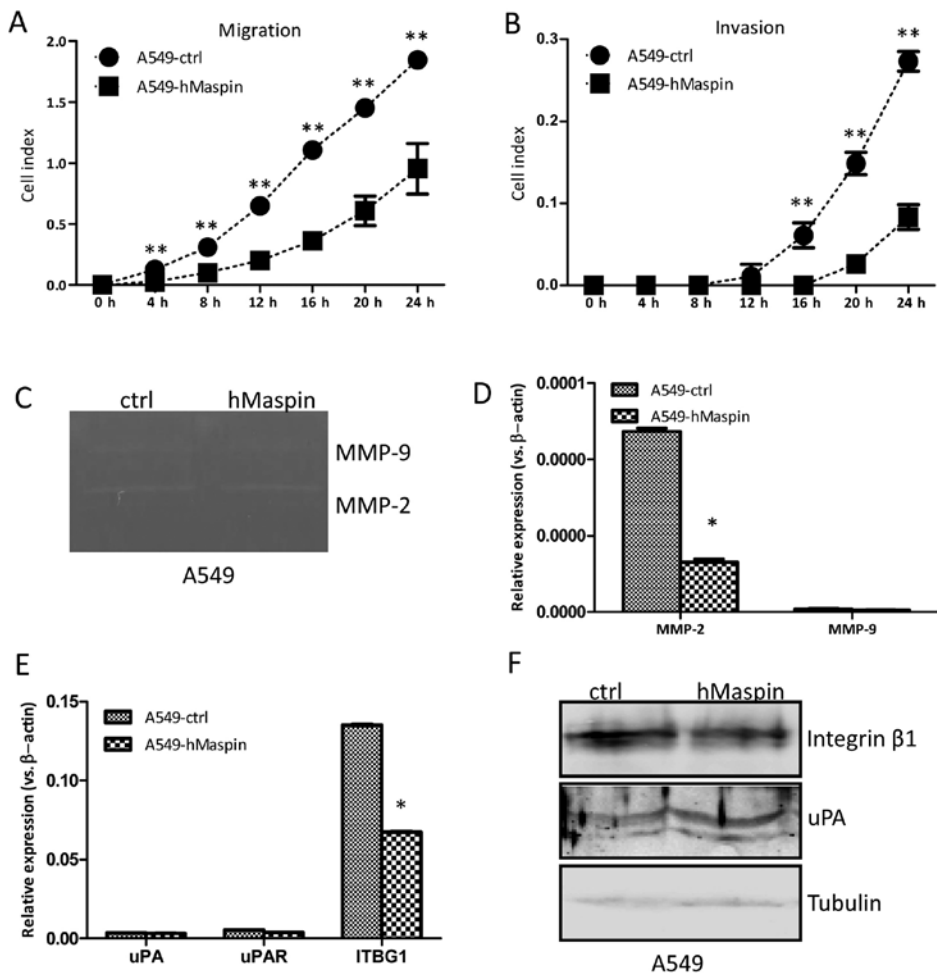 A
Migration
A549-ctrl
A549-hMaspin
Cell index
2.0
1.5
1.0
0.5
0.0
** ** ** ** ** **
0 h 4 h 8 h 12 h 16 h 20 h 24 h
B
Invasion
A549-ctrl
A549-hMaspin
Cell index
0.3
0.2
0.1
0.0
** ** **
0 h 4 h 8 h 12 h 16 h 20 h 24 h
C
ctrl hMaspin
MMP-9
MMP-2
A549
D
A549-ctrl
A549-hMaspin
Relative expression (vs. β-actin)
0.0001
0.0000
0.0000
0.0000
*
MMP-2 MMP-9
E
A549-ctrl
A549-hMaspin
Relative expression (vs. β-actin)
0.15
0.10
0.05
0.00
*
uPA uPAR ITBG1
F
ctrl hMaspin
Integrin β1
uPA
Tubulin
A549